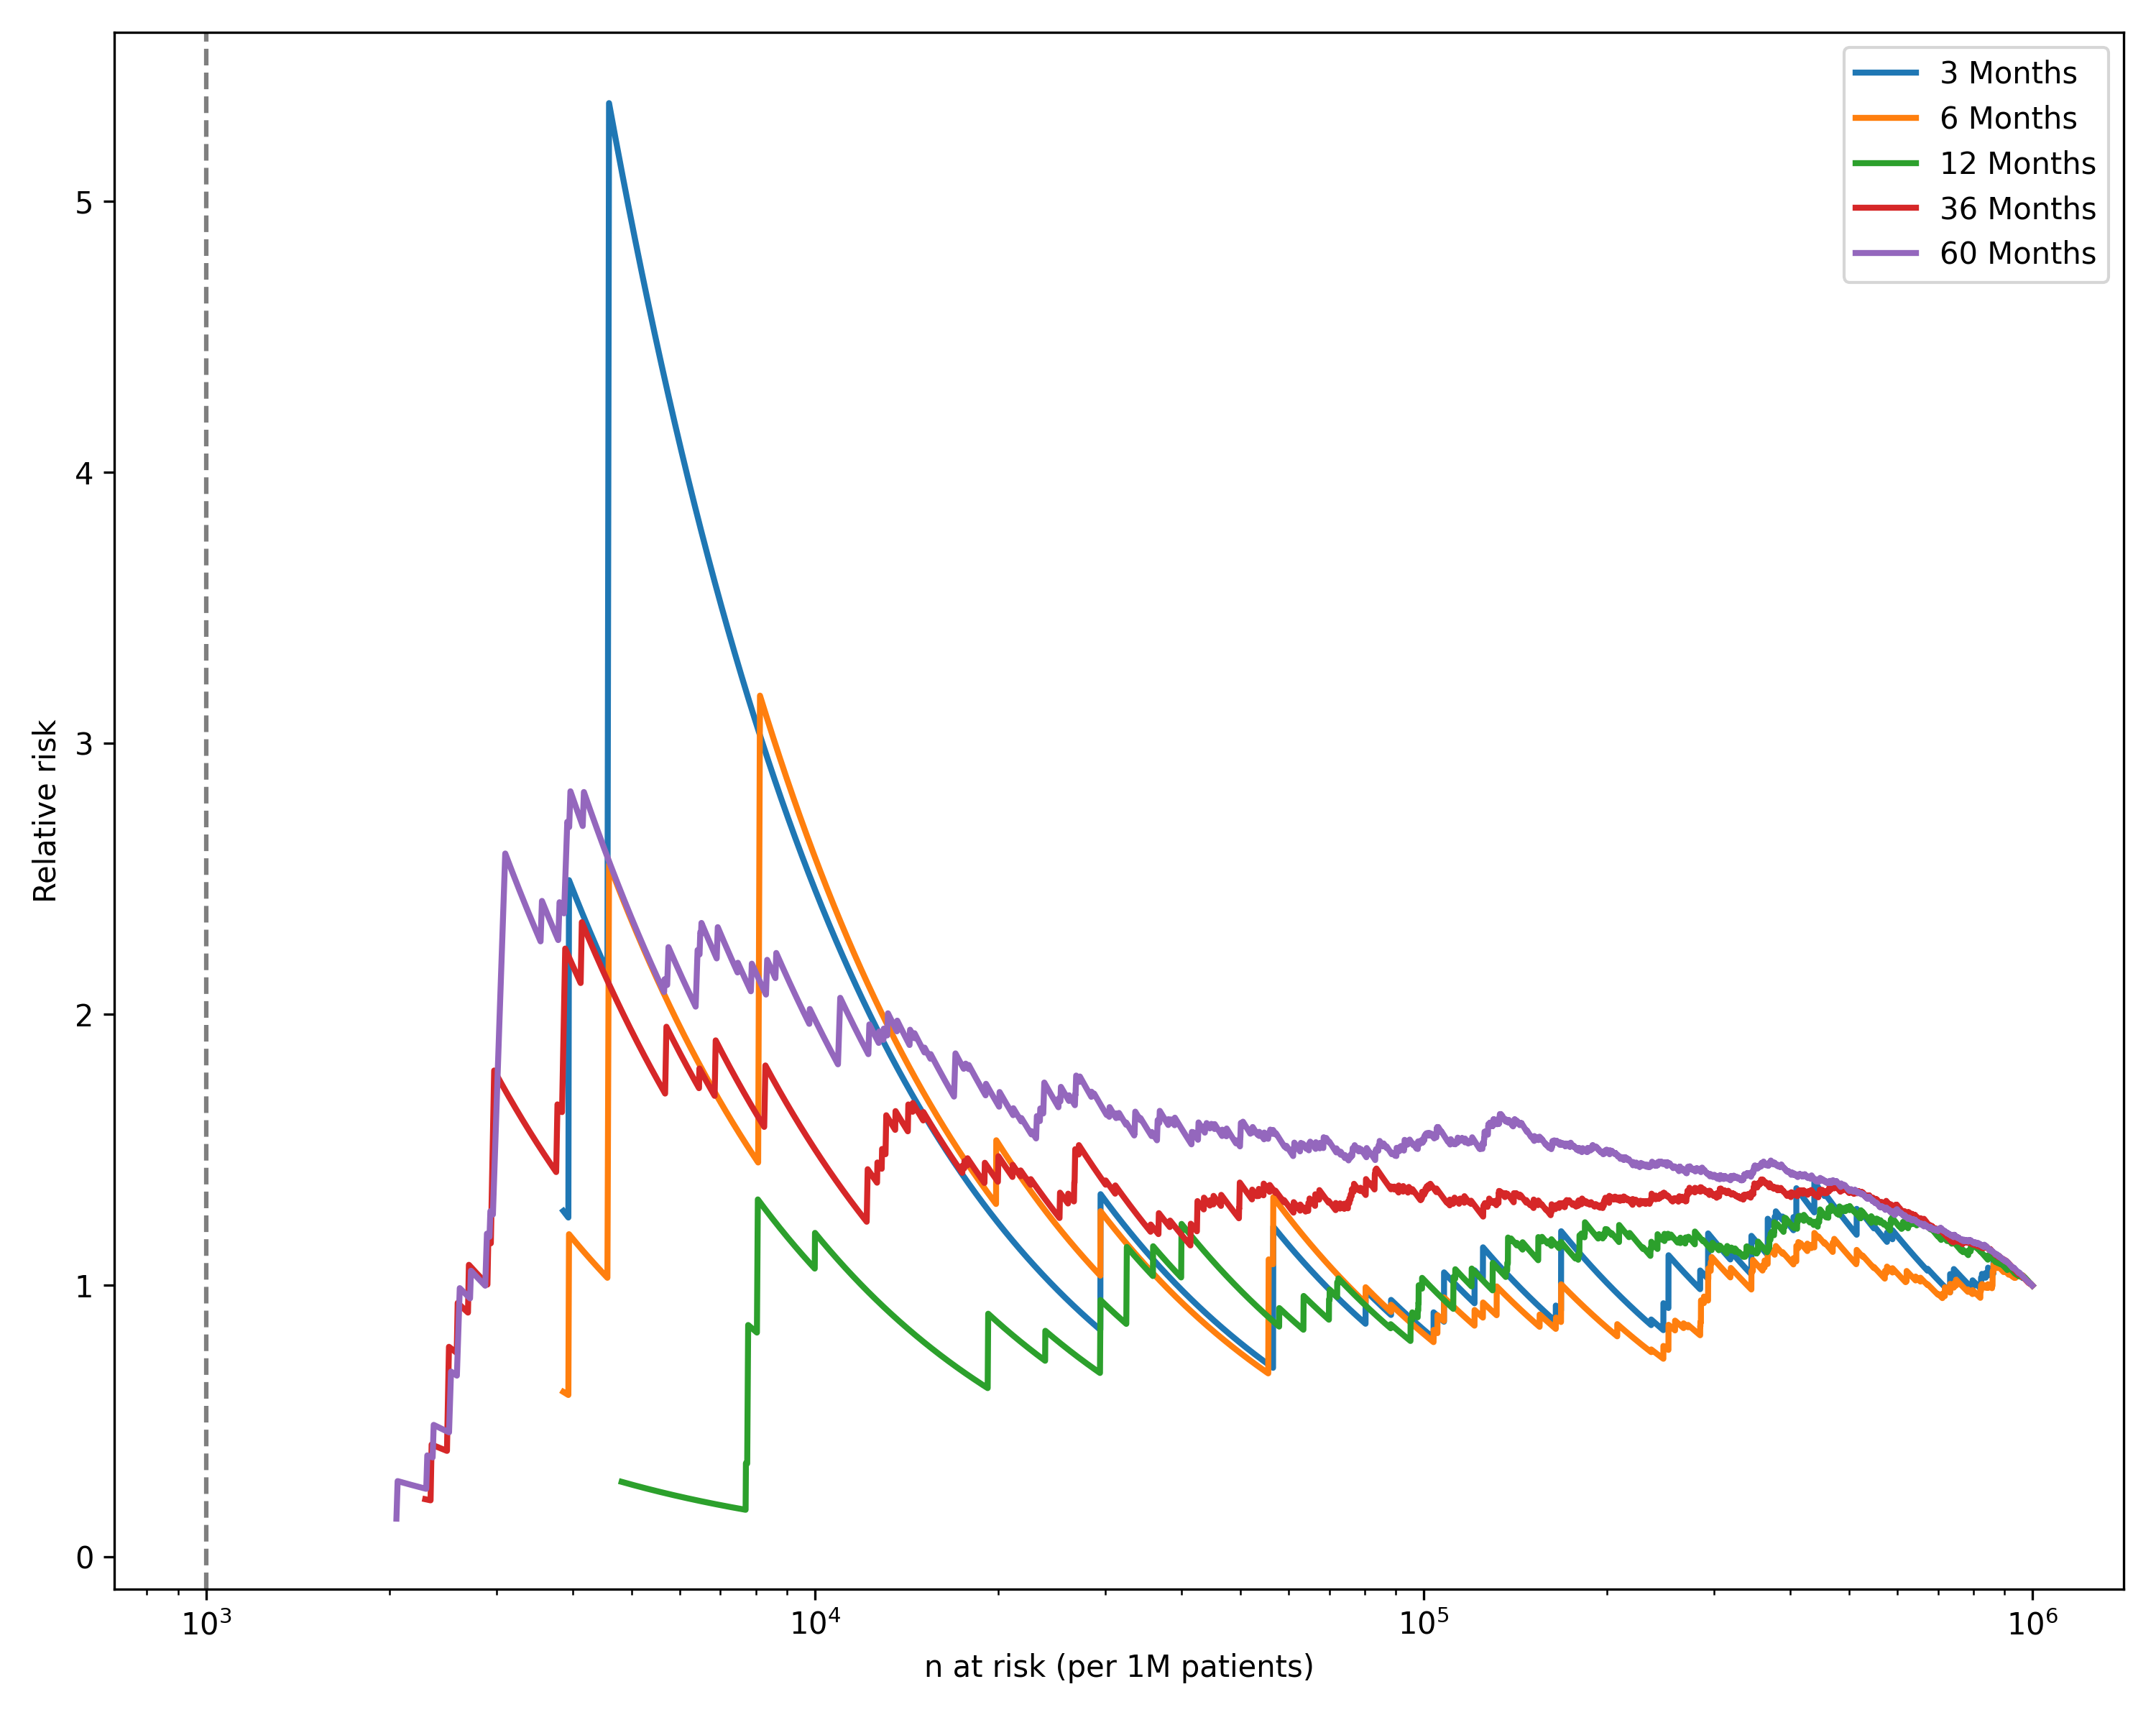 3 Months
6 Months
12 Months
36 Months
60 Months
Relative risk
5
4
3
2
1
0
10³
10⁴
10⁵
10⁶
n at risk (per 1M patients)